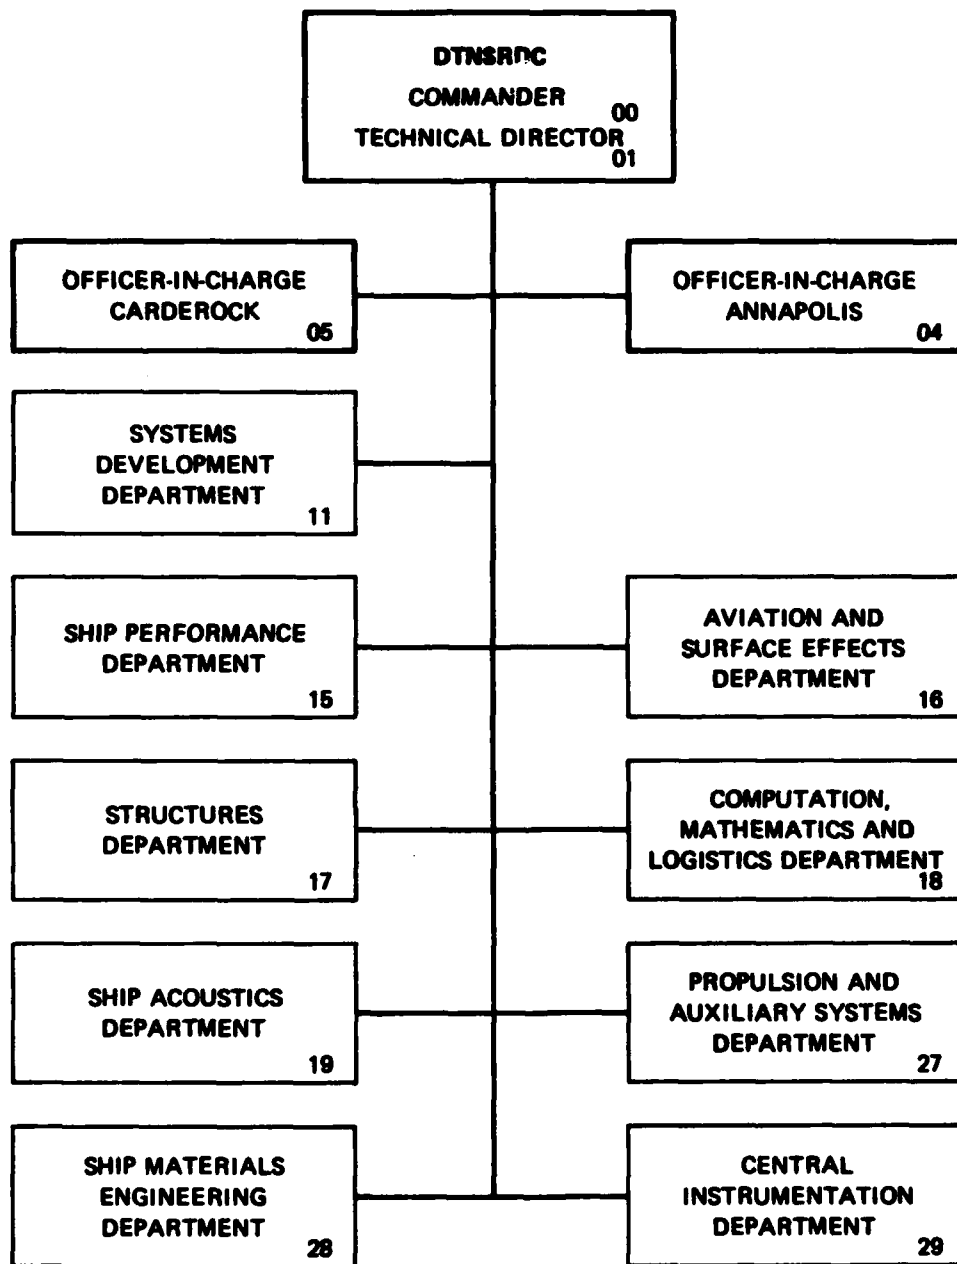 DTNSRDC
COMMANDER 00
TECHNICAL DIRECTOR 01
OFFICER-IN-CHARGE
CARDEROCK
05
OFFICER-IN-CHARGE
ANNAPOLIS
04
SYSTEMS
DEVELOPMENT
DEPARTMENT
11
SHIP PERFORMANCE
DEPARTMENT
15
AVIATION AND
SURFACE EFFECTS
DEPARTMENT
16
STRUCTURES
DEPARTMENT
17
COMPUTATION,
MATHEMATICS AND
LOGISTICS DEPARTMENT
18
SHIP ACOUSTICS
DEPARTMENT
19
PROPULSION AND
AUXILIARY SYSTEMS
DEPARTMENT
27
SHIP MATERIALS
ENGINEERING
DEPARTMENT
28
CENTRAL
INSTRUMENTATION
DEPARTMENT
29